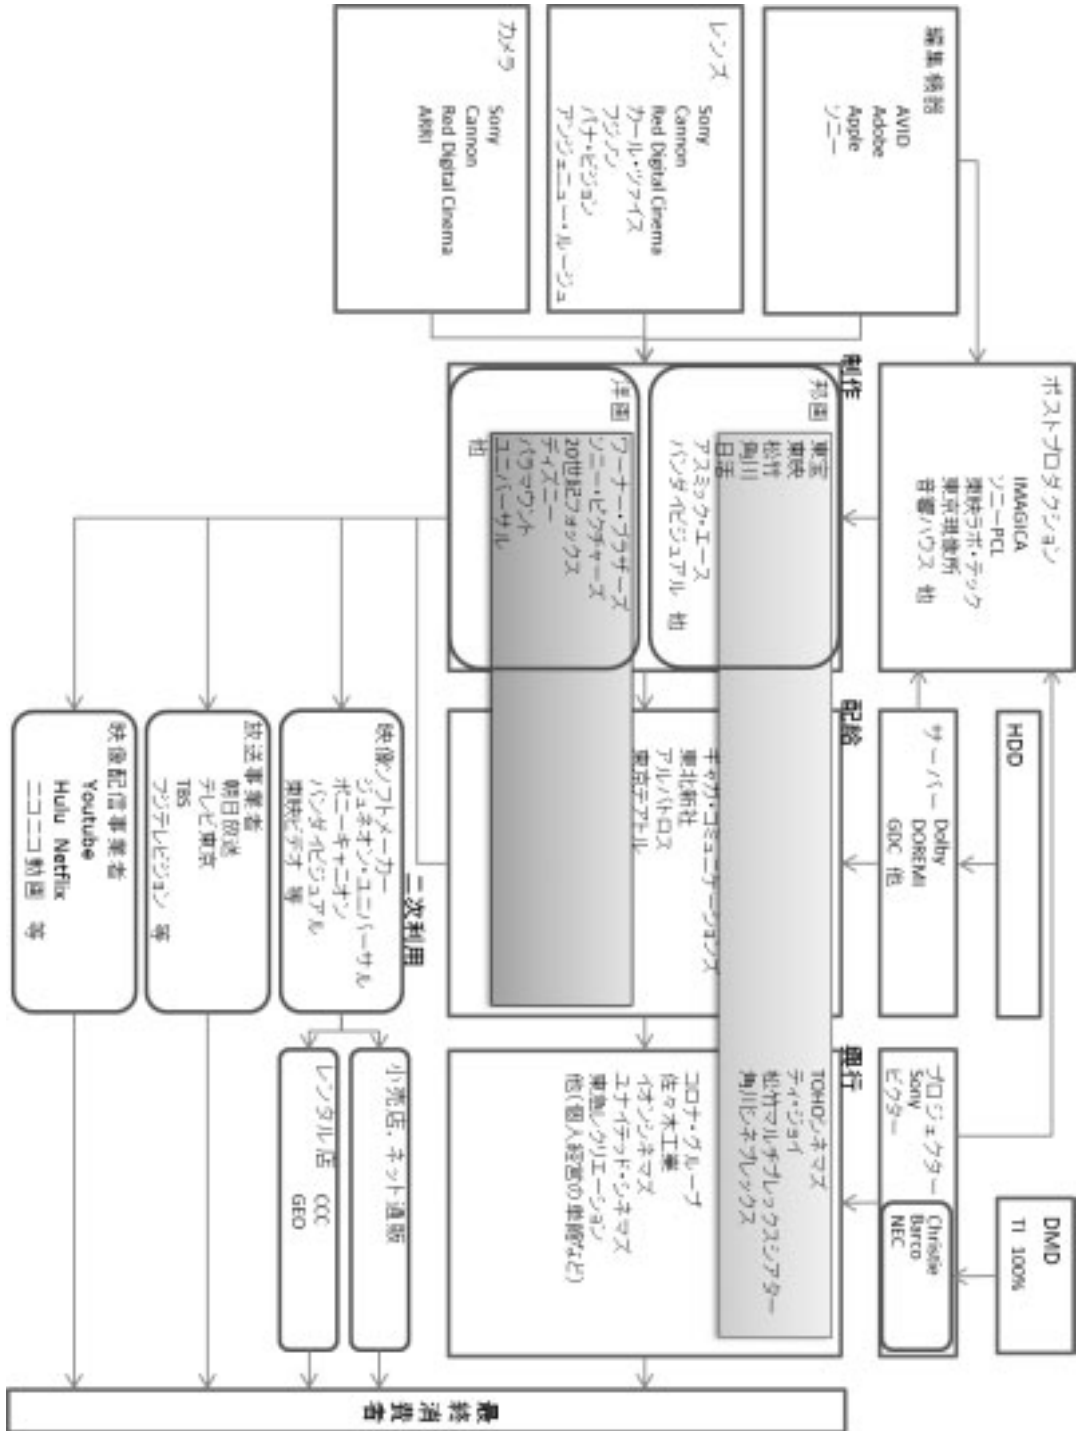 編集機器
AVID
Adobe
Apple
ソニー
レンズ
Sony
Cannon
Red Digital Cinema
カール・ツァイス
フジノン
パナ・ビジョン
アンジェニュー・ルージュ
カメラ
Sony
Cannon
Red Digital Cinema
ARRI
ポストプロダクション
IMAGICA
ソニーPCL
東映ラボ・テック
東京現像所
音響ハウス 他
制作
邦画
東宝
東映
松竹
角川
日活
アスミック・エース
バンダイビジュアル 他
洋画
ワーナー・ブラザーズ
ソニー・ピクチャーズ
20世紀フォックス
ディズニー
パラマウント
ユニバーサル
他
HDD
サーバー
Dolby
DOREMI
GDC 他
配給
ギャガ・コミュニケーションズ
東北新社
アルバトロス
東京テアトル
二次利用
映像ソフトメーカー
ジュネオン・ユニバーサル
ポニーキャニオン
バンダイビジュアル
東映ビデオ 等
放送事業者
朝日放送
テレビ東京
TBS
フジテレビジョン 等
映像配信事業者
Youtube
Hulu Netflix
ニコニコ動画 等
DMD
TI 100%
プロジェクター
Sony
ビクター
Christie
Barco
NEC
興行
TOHOシネマズ
ティ・ジョイ
松竹マルチプレックスシアター
角川シネプレックス
コロナ・グループ
佐々木工業
イオンシネマズ
ユナイテッド・シネマズ
東急レクリエーション
他(個人経営の単館など)
小売店、ネット通販
レンタル店 CCC
GEO
最終消費者